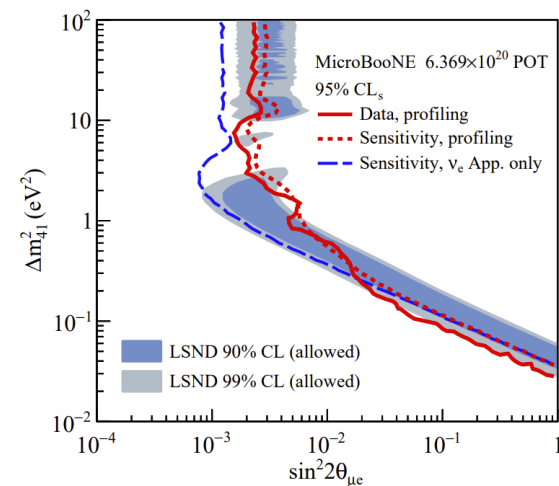 10²
MicroBooNE 6.369×10²⁰ POT
95% CLₛ
Data, profiling
Sensitivity, profiling
Sensitivity, νₑ App. only
10
1
Δm²₄₁ (eV²)
10⁻¹
LSND 90% CL (allowed)
LSND 99% CL (allowed)
10⁻²
10⁻⁴ 10⁻³ 10⁻² 10⁻¹ 1
sin²2θ_μe